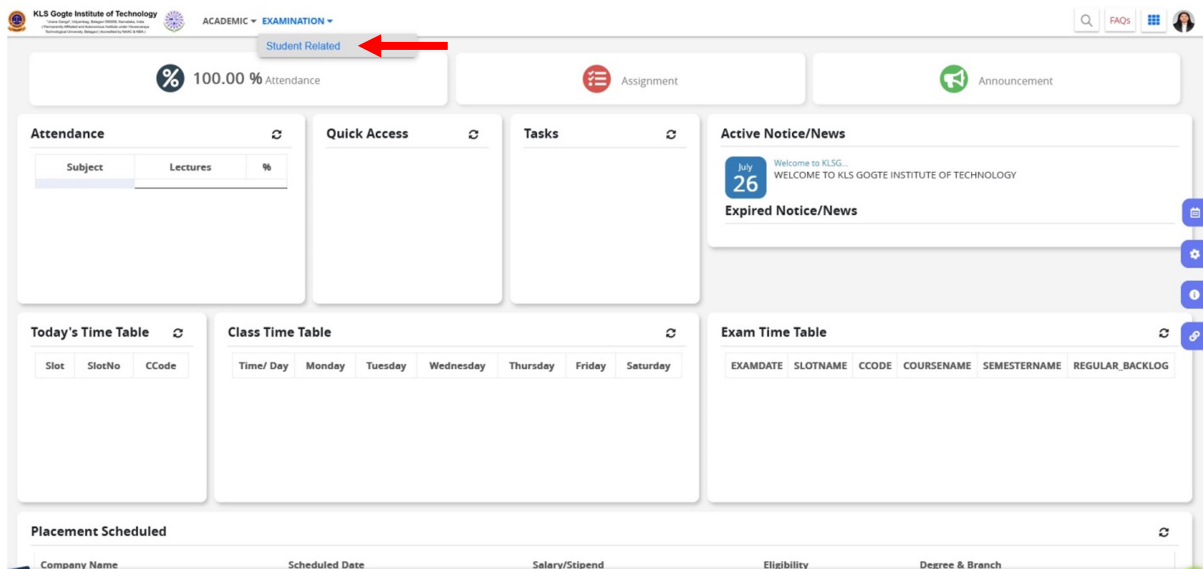 KLS Gogte Institute of Technology
ACADEMIC EXAMINATION
FAQs
Student Related
100.00 % Attendance
Assignment
Announcement
Attendance
Subject Lectures %
Quick Access
Tasks
Active Notice/News
July
26
Welcome to KLSG...
WELCOME TO KLS GOGTE INSTITUTE OF TECHNOLOGY
Expired Notice/News
Today's Time Table
Slot SlotNo CCode
Class Time Table
Time/ Day Monday Tuesday Wednesday Thursday Friday Saturday
Exam Time Table
EXAMDATE SLOTNAME CCODE COURSENAME SEMESTERNAME REGULAR_BACKLOG
Placement Scheduled
Company Name Scheduled Date Salary/Stipend Eligibility Degree & Branch